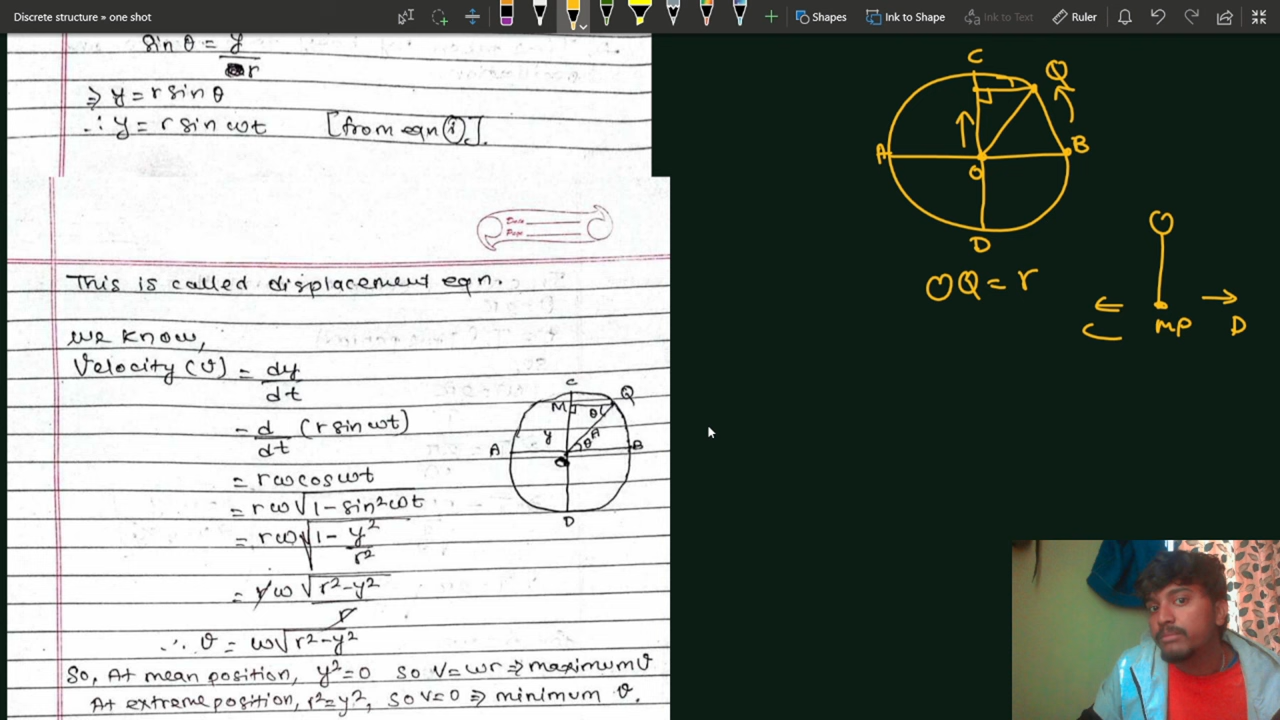 Discrete structure » one shot
Shapes
Ink to Shape
Ink to Text
Ruler
sin θ = y/r
⇒ y = r sin θ
∴ y = r sin ωt [from eqn (i)].
Date
Page
This is called displacement eqn.
we know,
Velocity (v) = dy/dt
= d/dt (r sin ωt)
= rω cos ωt
= rω √1 - sin²ωt
= rω √1 - y²/r²
= rω √r² - y²/r
∴ v = ω√r² - y²
So, At mean position, y² = 0 so v = ωr ⇒ maximum v
At extreme position, r² = y², so v = 0 ⇒ minimum v.
C
M
Q
θ
y
θ
A
B
D
C
Q
A
B
O
D
OQ = r
MP
D
C